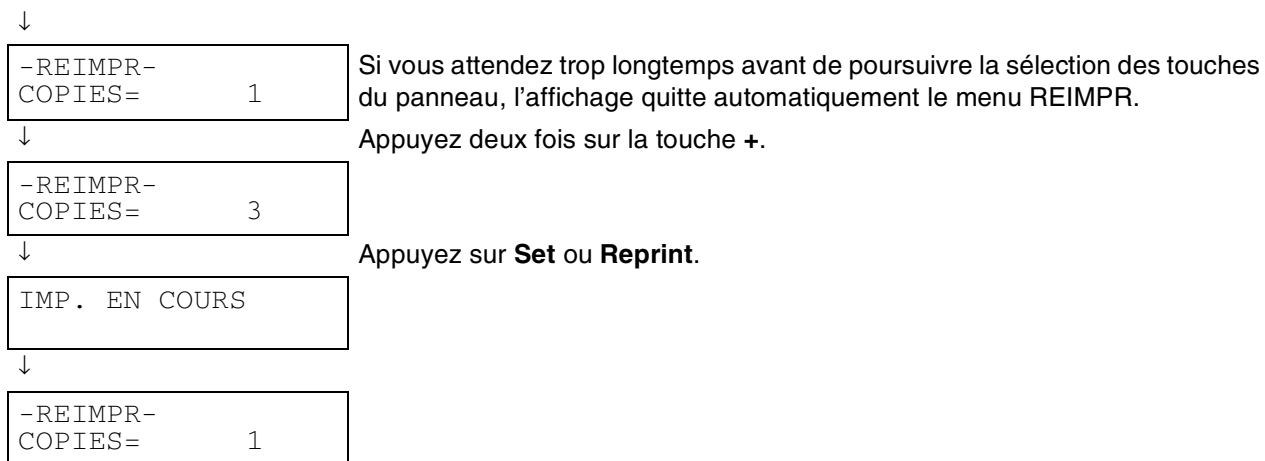 ↓
-REIMPR-
COPIES= 1
Si vous attendez trop longtemps avant de poursuivre la sélection des touches
du panneau, l'affichage quitte automatiquement le menu REIMPR.
↓
Appuyez deux fois sur la touche +.
-REIMPR-
COPIES= 3
↓
Appuyez sur Set ou Reprint.
IMP. EN COURS
↓
-REIMPR-
COPIES= 1